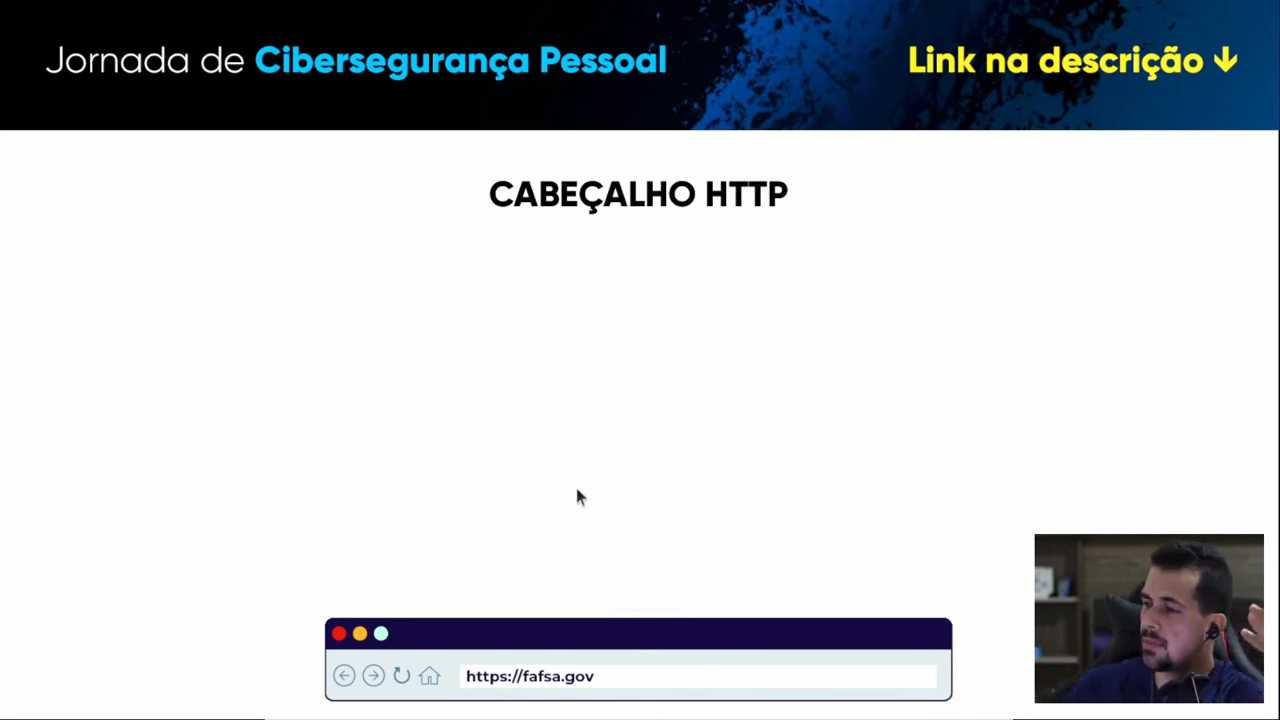 Jornada de Cibersegurança Pessoal
Link na descrição ↓
CABEÇALHO HTTP
https://fafsa.gov